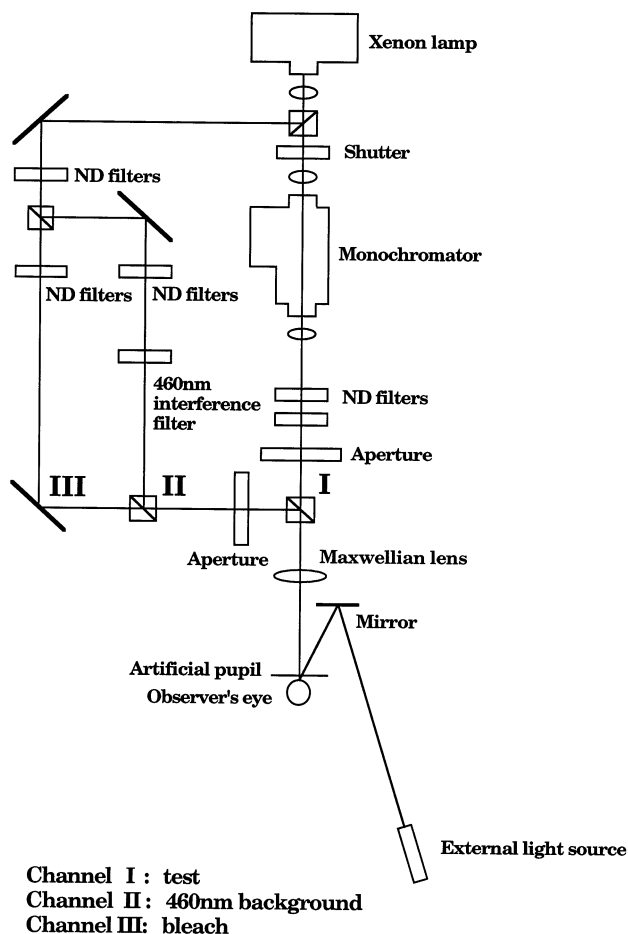 Xenon lamp
Shutter
ND filters
Monochromator
ND filters
ND filters
460nm
interference
filter
ND filters
Aperture
III
II
I
Aperture
Maxwellian lens
Mirror
Artificial pupil
Observer's eye
External light source
Channel I : test
Channel II : 460nm background
Channel III: bleach